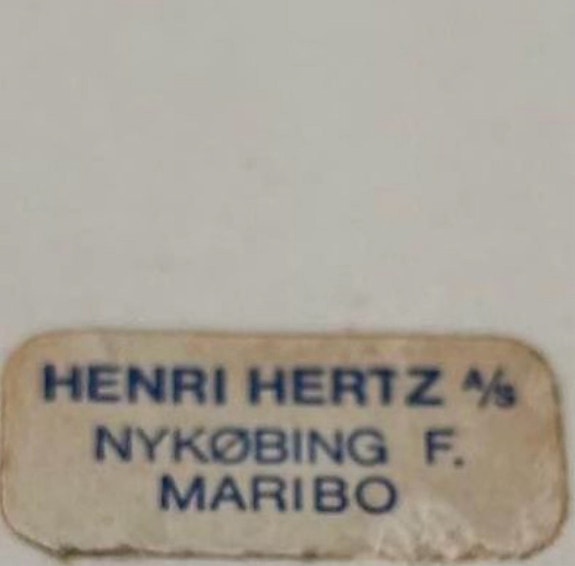 HENRI HERTZ A/S
NYKØBING F.
MARIBO